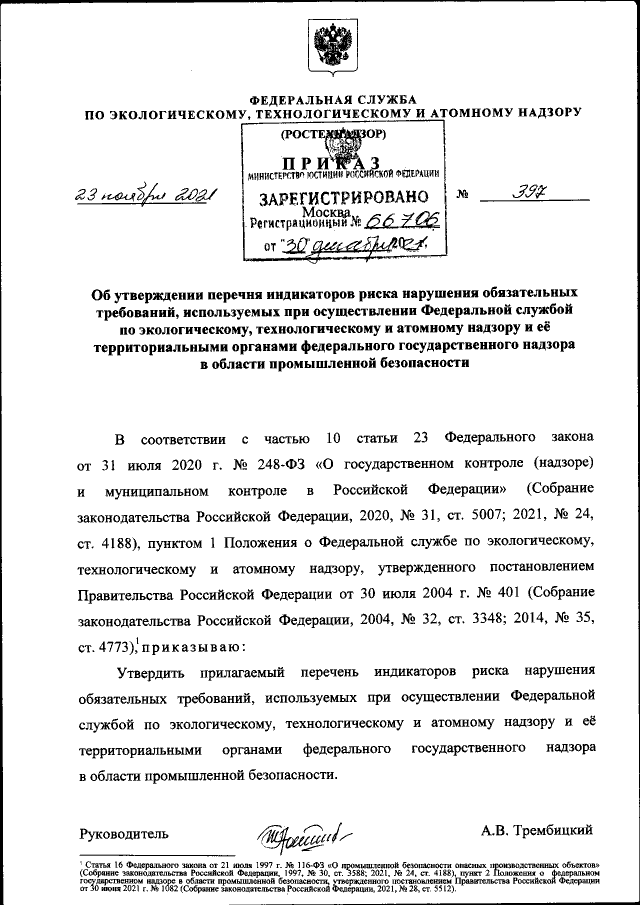 ФЕДЕРАЛЬНАЯ СЛУЖБА
ПО ЭКОЛОГИЧЕСКОМУ, ТЕХНОЛОГИЧЕСКОМУ И АТОМНОМУ НАДЗОРУ
(РОСТЕХНАДЗОР)
ПРИКАЗ
МИНИСТЕРСТВО ЮСТИЦИИ РОССИЙСКОЙ ФЕДЕРАЦИИ
ЗАРЕГИСТРИРОВАНО
23 ноября 2021 № 397
Москва
Регистрационный № 66706
от "30" декабря 2021.
Об утверждении перечня индикаторов риска нарушения обязательных
требований, используемых при осуществлении Федеральной службой
по экологическому, технологическому и атомному надзору и её
территориальными органами федерального государственного надзора
в области промышленной безопасности
В соответствии с частью 10 статьи 23 Федерального закона
от 31 июля 2020 г. № 248-ФЗ «О государственном контроле (надзоре)
и муниципальном контроле в Российской Федерации» (Собрание
законодательства Российской Федерации, 2020, № 31, ст. 5007; 2021, № 24,
ст. 4188), пунктом 1 Положения о Федеральной службе по экологическому,
технологическому и атомному надзору, утвержденного постановлением
Правительства Российской Федерации от 30 июля 2004 г. № 401 (Собрание
законодательства Российской Федерации, 2004, № 32, ст. 3348; 2014, № 35,
ст. 4773),¹ приказываю:
Утвердить прилагаемый перечень индикаторов риска нарушения
обязательных требований, используемых при осуществлении Федеральной
службой по экологическому, технологическому и атомному надзору и её
территориальными органами федерального государственного надзора
в области промышленной безопасности.
Руководитель А.В. Трембицкий
¹ Статья 16 Федерального закона от 21 июля 1997 г. № 116-ФЗ «О промышленной безопасности опасных производственных объектов»
(Собрание законодательства Российской Федерации, 1997, № 30, ст. 3588; 2021, № 24, ст. 4188), пункт 2 Положения о федеральном
государственном надзоре в области промышленной безопасности, утвержденного постановлением Правительства Российской Федерации
от 30 июня 2021 г. № 1082 (Собрание законодательства Российской Федерации, 2021, № 28, ст. 5512).